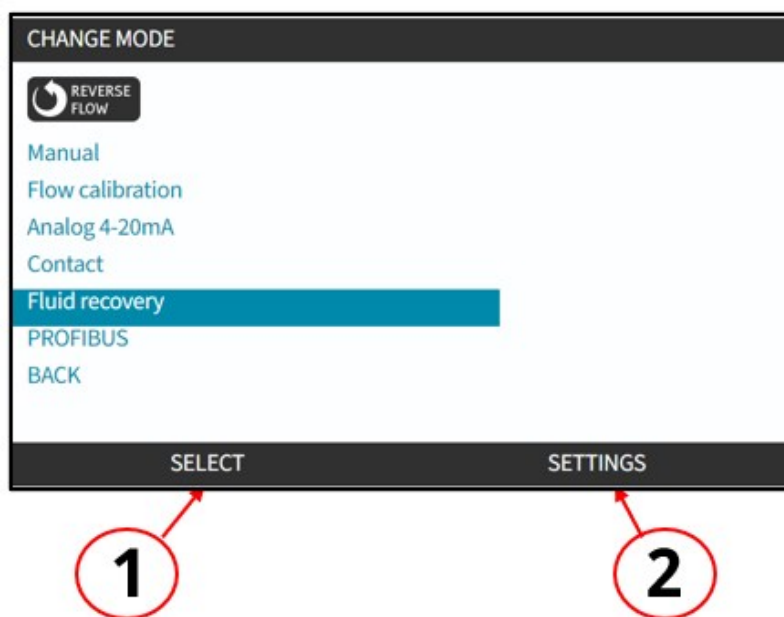 CHANGE MODE
REVERSE
FLOW
Manual
Flow calibration
Analog 4-20mA
Contact
Fluid recovery
PROFIBUS
BACK
SELECT SETTINGS
1 2